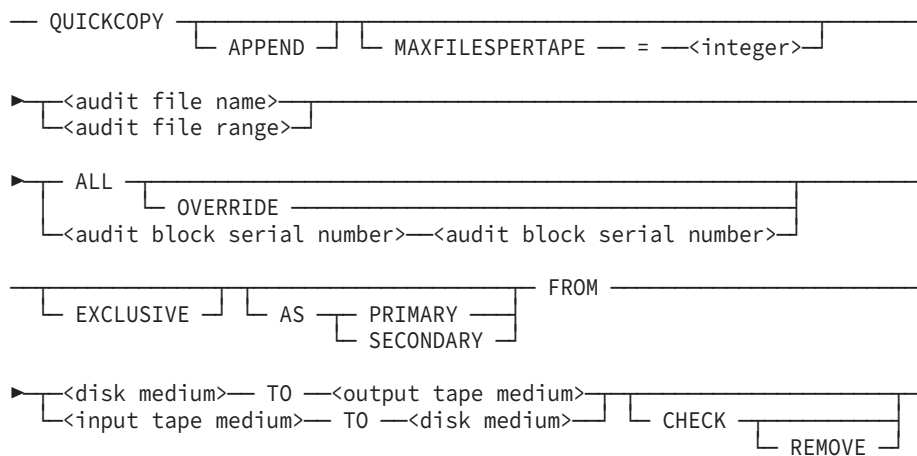 QUICKCOPY
APPEND MAXFILESPERTAPE = <integer>
<audit file name>
<audit file range>
ALL
OVERRIDE
<audit block serial number> <audit block serial number>
FROM
EXCLUSIVE AS PRIMARY
SECONDARY
<disk medium> TO <output tape medium>
<input tape medium> TO <disk medium> CHECK
REMOVE